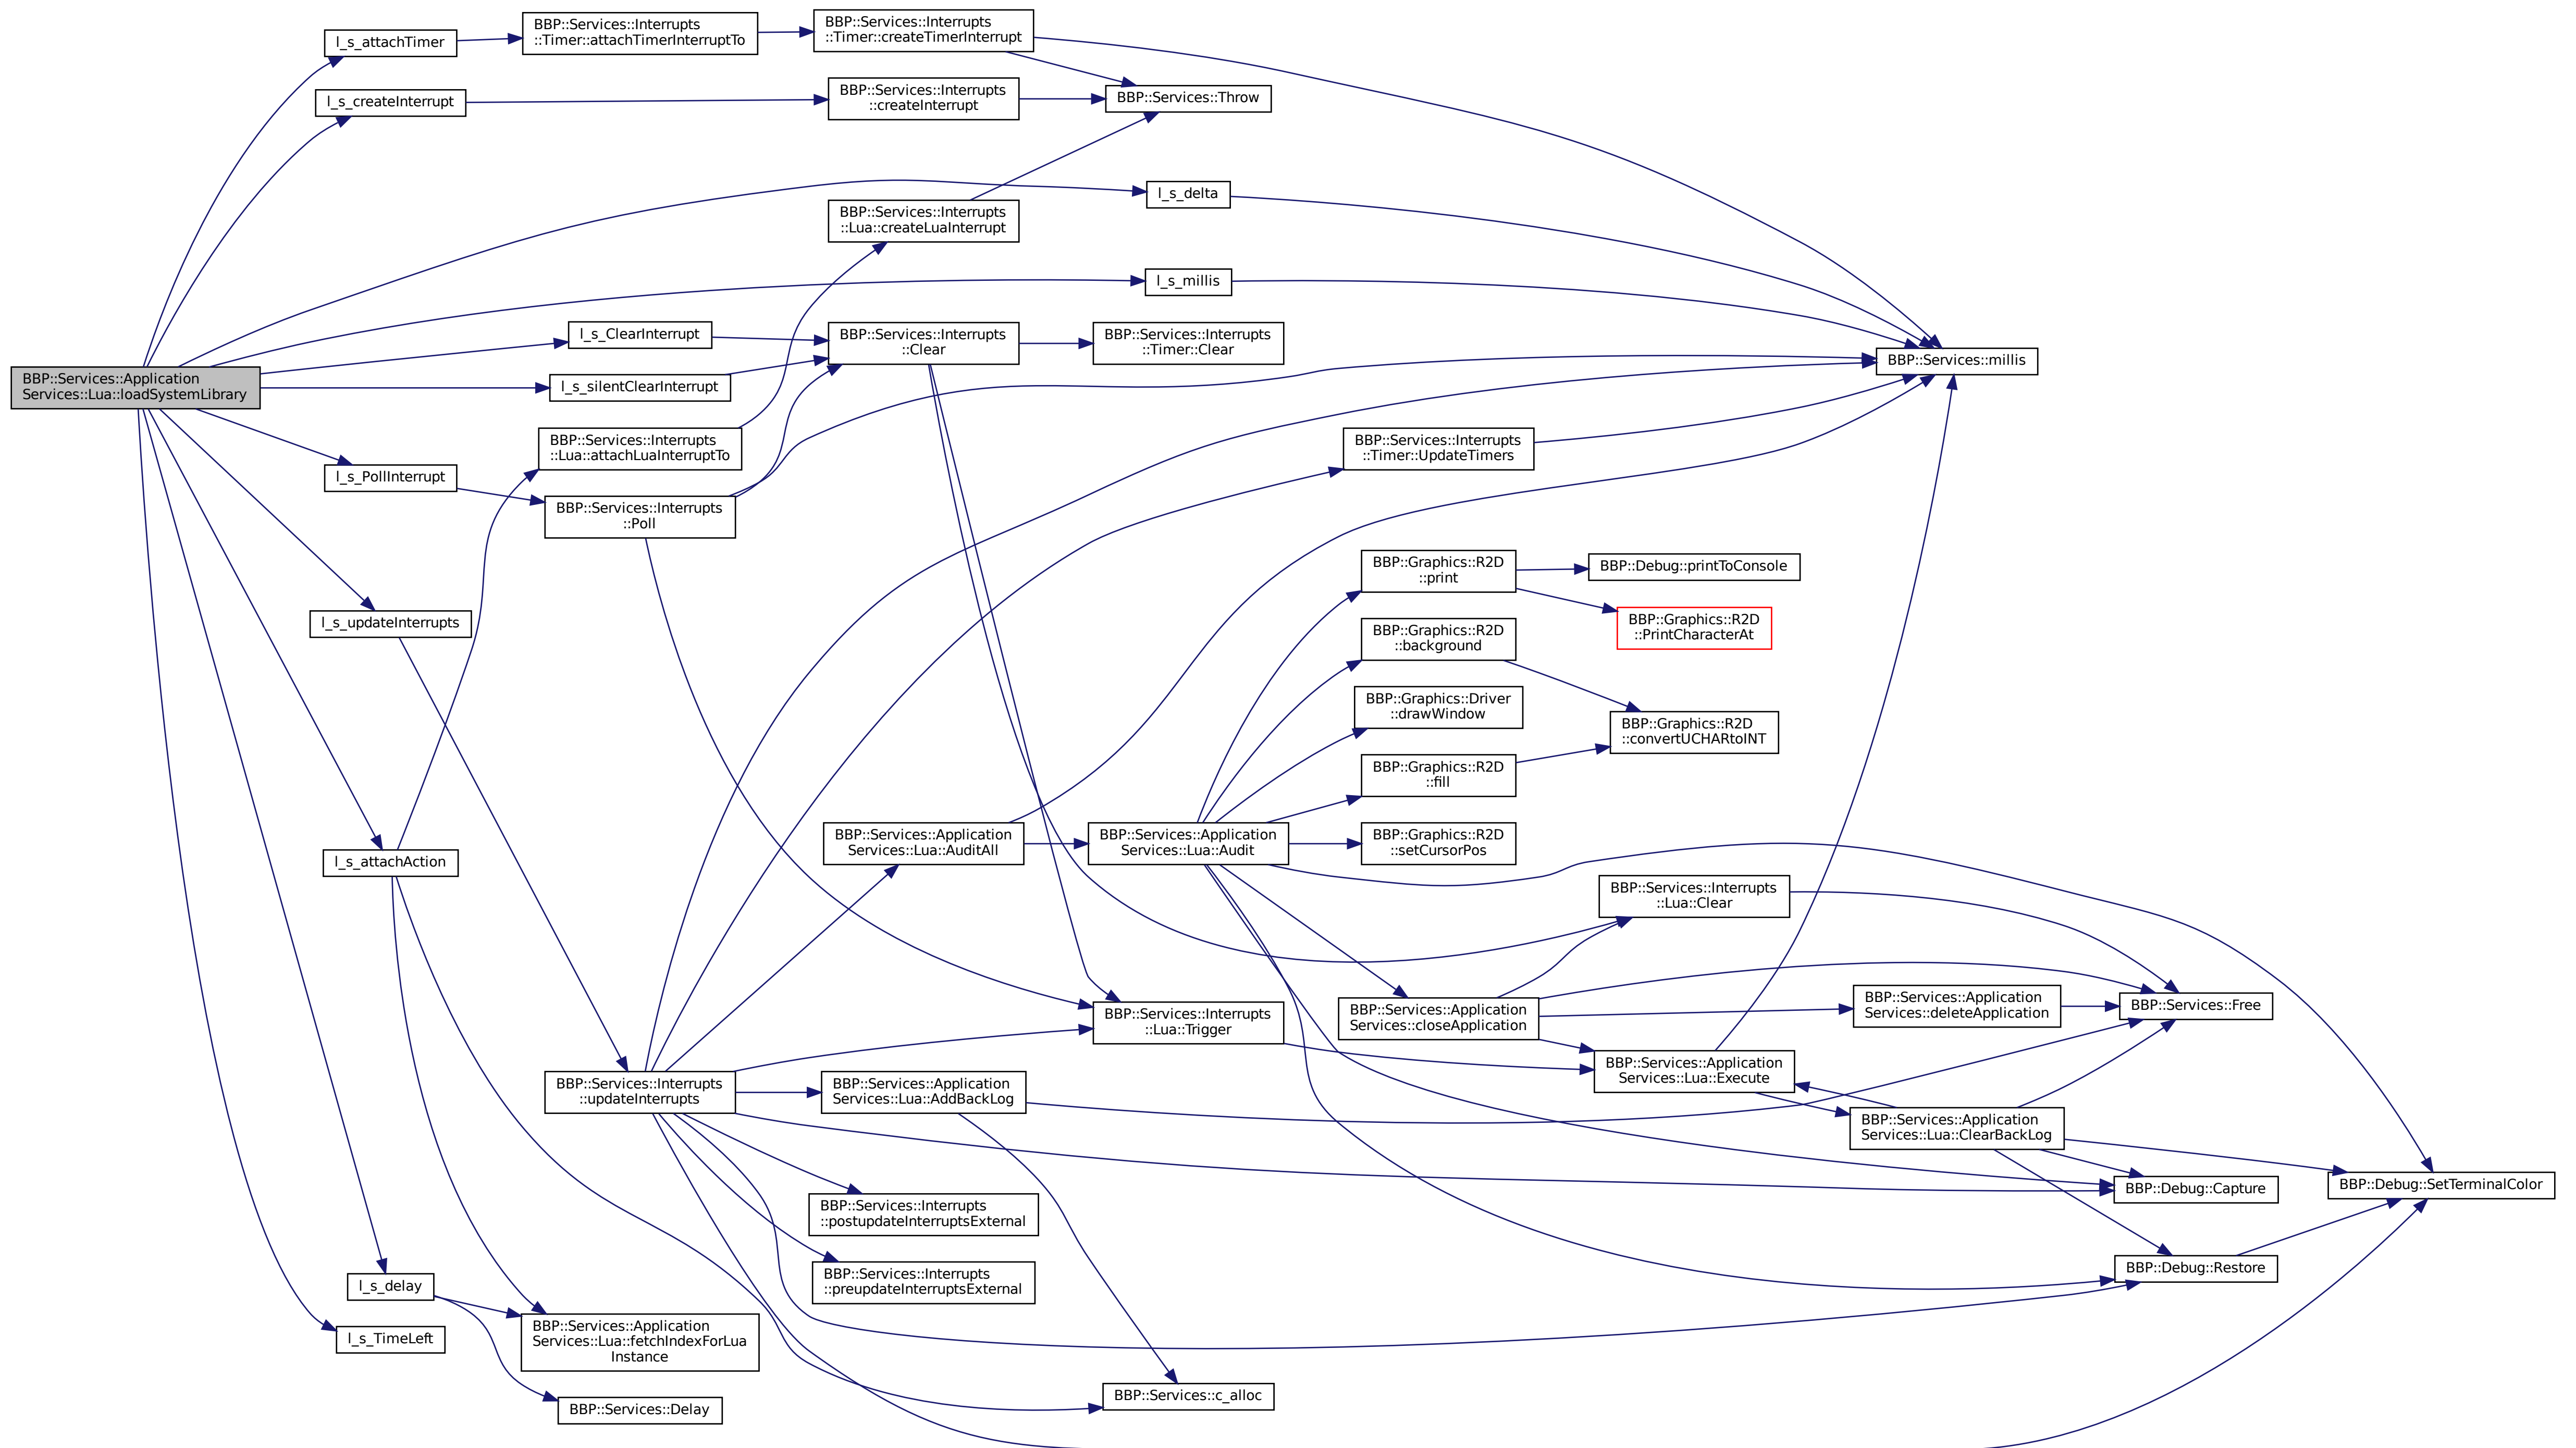 BBP::Services::Application
Services::Lua::loadSystemLibrary
l_s_attachTimer
BBP::Services::Interrupts
::Timer::attachTimerInterruptTo
BBP::Services::Interrupts
::Timer::createTimerInterrupt
l_s_createInterrupt
BBP::Services::Interrupts
::createInterrupt
BBP::Services::Throw
l_s_delta
BBP::Services::Interrupts
::Lua::createLuaInterrupt
l_s_millis
l_s_ClearInterrupt
BBP::Services::Interrupts
::Clear
BBP::Services::Interrupts
::Timer::Clear
BBP::Services::millis
l_s_silentClearInterrupt
BBP::Services::Interrupts
::Lua::attachLuaInterruptTo
BBP::Services::Interrupts
::Timer::UpdateTimers
l_s_PollInterrupt
BBP::Services::Interrupts
::Poll
BBP::Graphics::R2D
::print
BBP::Debug::printToConsole
BBP::Graphics::R2D
::PrintCharacterAt
l_s_updateInterrupts
BBP::Graphics::R2D
::background
BBP::Graphics::Driver
::drawWindow
BBP::Graphics::R2D
::convertUCHARtoINT
BBP::Graphics::R2D
::fill
l_s_attachAction
BBP::Services::Application
Services::Lua::AuditAll
BBP::Services::Application
Services::Lua::Audit
BBP::Graphics::R2D
::setCursorPos
BBP::Services::Interrupts
::Lua::Clear
BBP::Services::Interrupts
::Lua::Trigger
BBP::Services::Application
Services::closeApplication
BBP::Services::Application
Services::deleteApplication
BBP::Services::Free
BBP::Services::Interrupts
::updateInterrupts
BBP::Services::Application
Services::Lua::AddBackLog
BBP::Services::Application
Services::Lua::Execute
BBP::Services::Application
Services::Lua::ClearBackLog
BBP::Services::Interrupts
::postupdateInterruptsExternal
BBP::Debug::Capture
BBP::Debug::SetTerminalColor
BBP::Services::Interrupts
::preupdateInterruptsExternal
BBP::Debug::Restore
l_s_delay
l_s_TimeLeft
BBP::Services::Application
Services::Lua::fetchIndexForLua
Instance
BBP::Services::Delay
BBP::Services::c_alloc